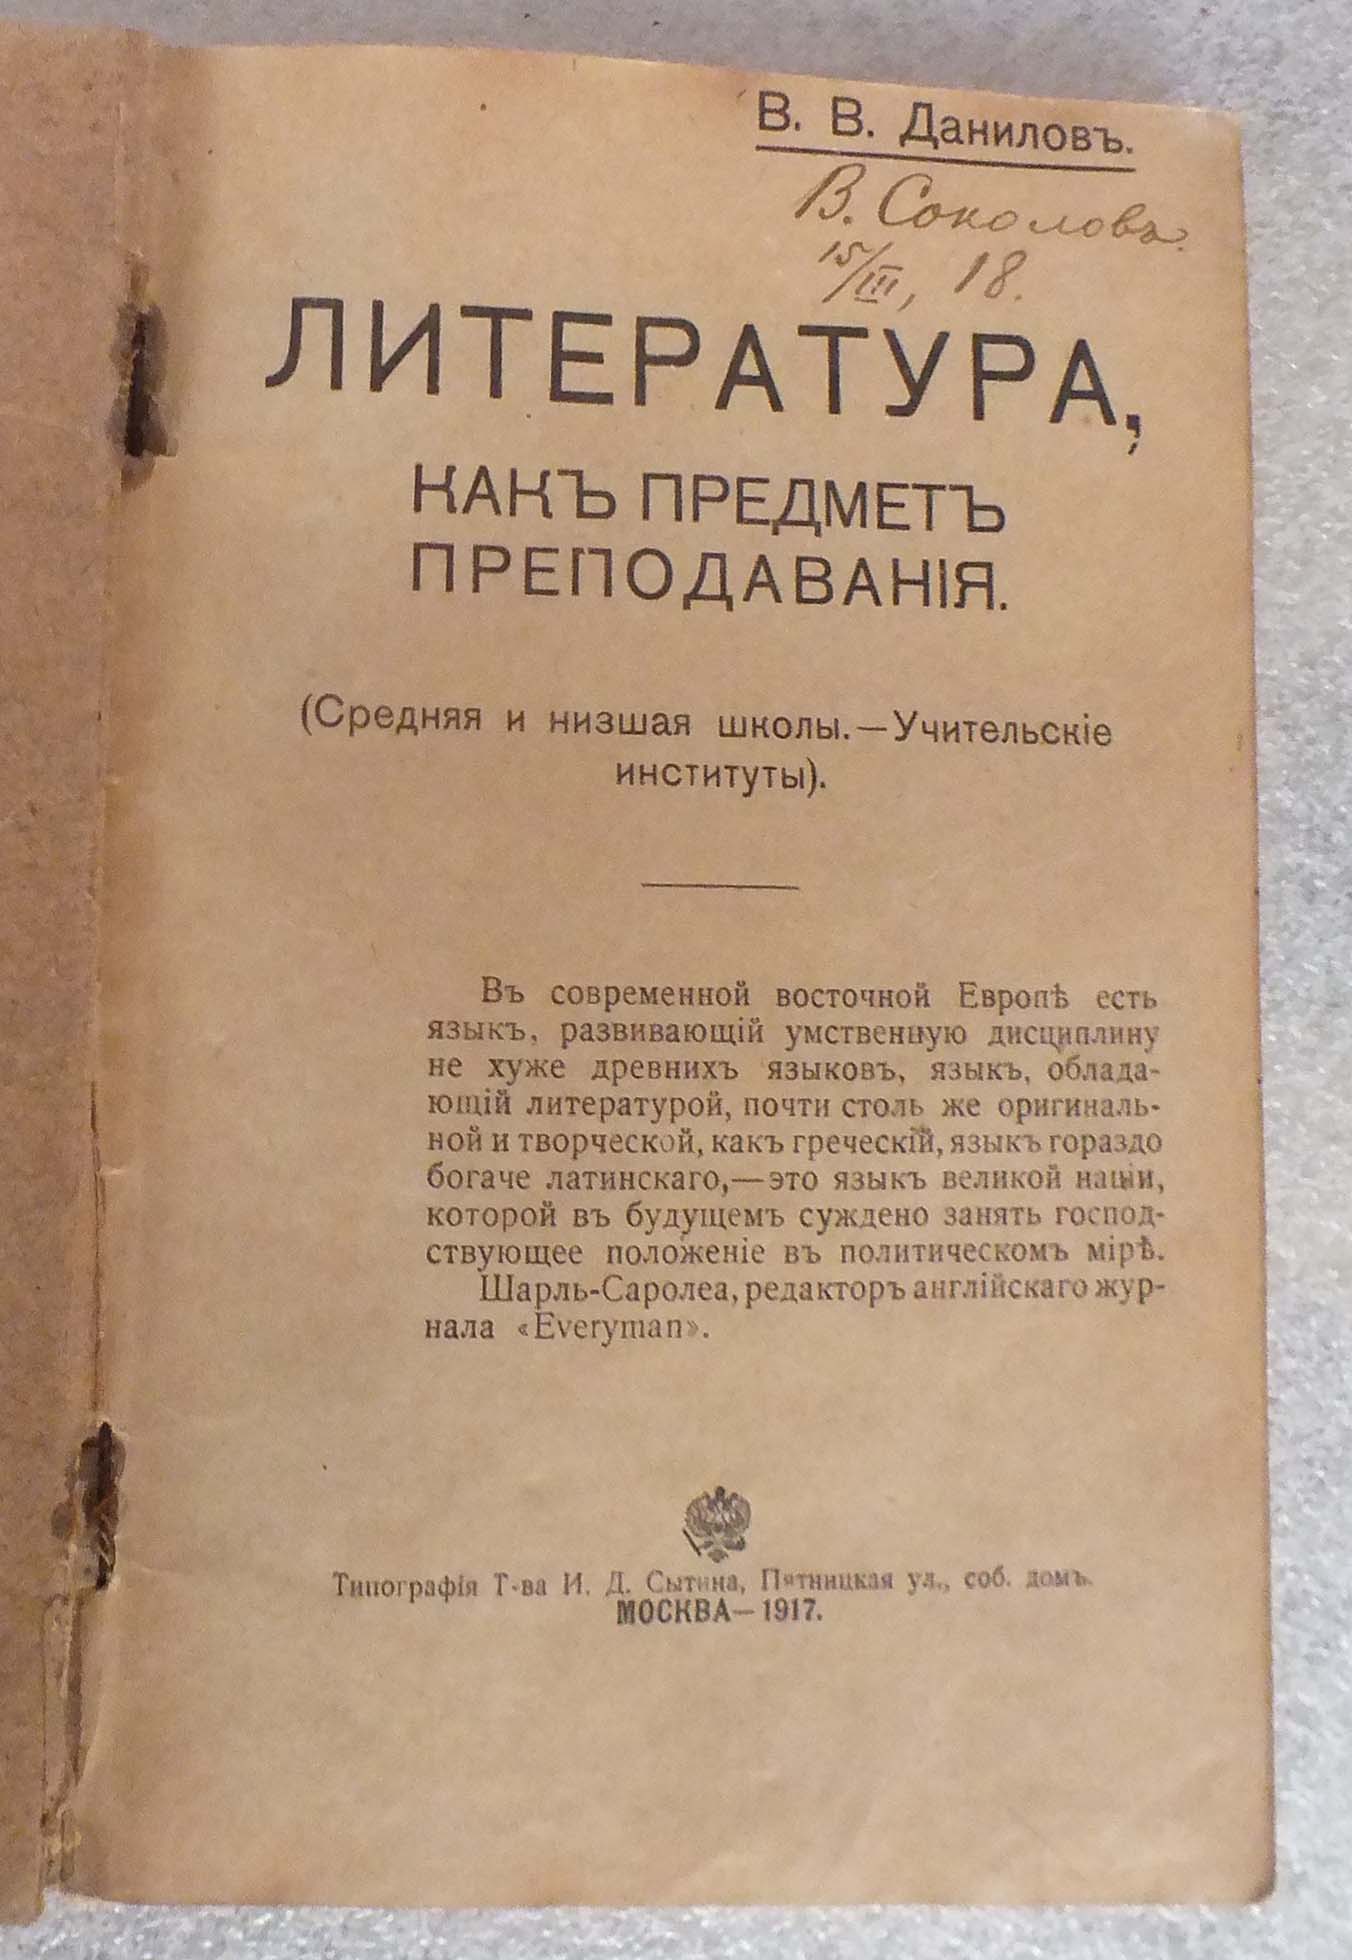 В. В. Даниловъ.
В. Соколовъ.
15/III, 18.
ЛИТЕРАТУРА,
КАКЪ ПРЕДМЕТЪ
ПРЕПОДАВАНІЯ.
(Средняя и низшая школы.—Учительскіе
институты).
Въ современной восточной Европѣ есть
языкъ, развивающій умственную дисциплину
не хуже древнихъ языковъ, языкъ, облада-
ющій литературой, почти столь же оригиналь-
ной и творческой, какъ греческій, языкъ гораздо
богаче латинскаго,—это языкъ великой націи,
которой въ будущемъ суждено занять господ-
ствующее положеніе въ политическомъ мірѣ.
Шарль-Саролеа, редакторъ англійскаго жур-
нала «Everyman».
Типографія Т-ва И. Д. Сытина, Пятницкая ул., соб. домъ.
МОСКВА—1917.